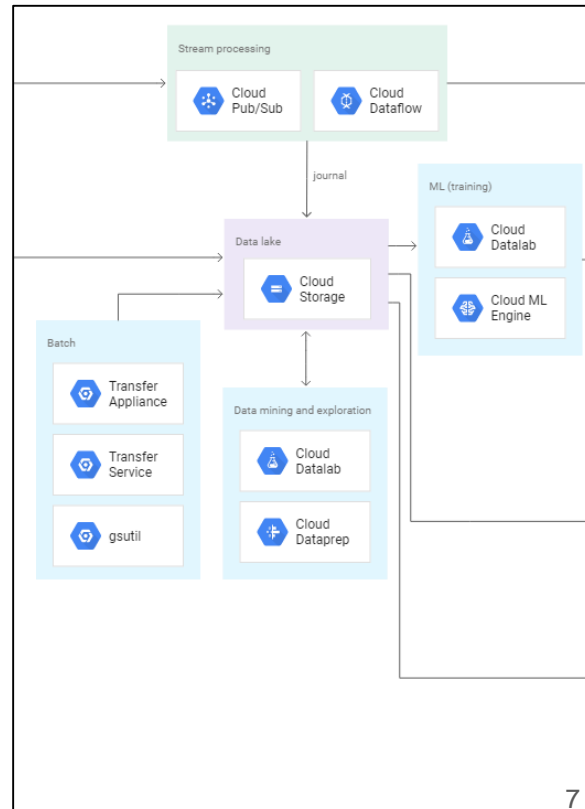 Stream processing
Cloud
Pub/Sub
Cloud
Dataflow
journal
ML (training)
Cloud
Datalab
Cloud ML
Engine
Data lake
Cloud
Storage
Batch
Transfer
Appliance
Transfer
Service
gsutil
Data mining and exploration
Cloud
Datalab
Cloud
Dataprep
7